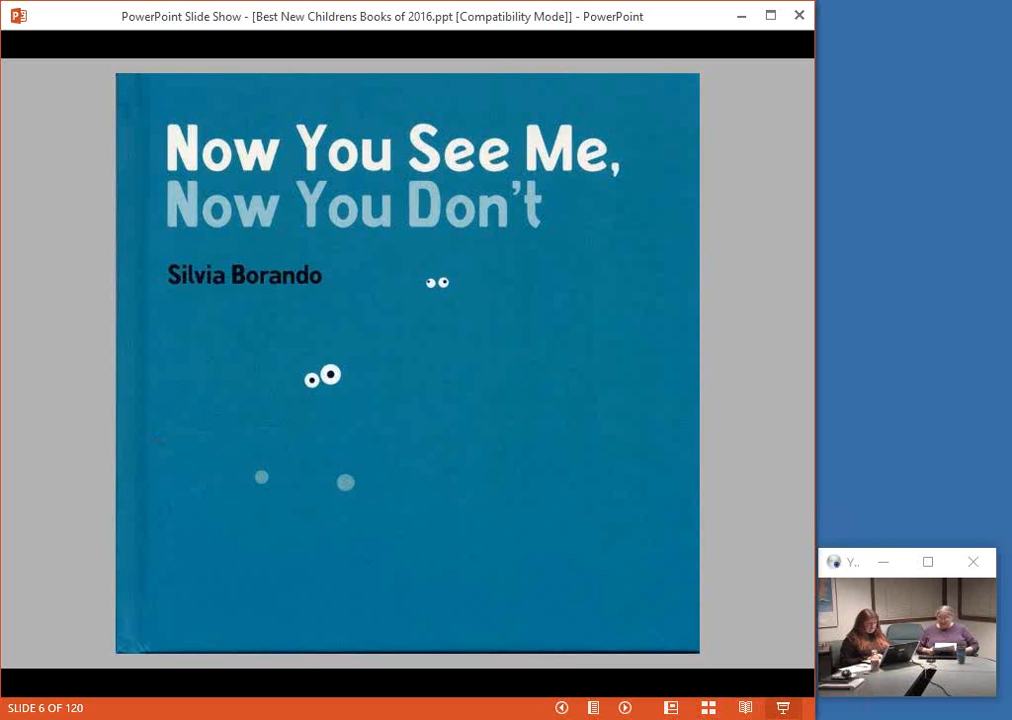 PowerPoint Slide Show - [Best New Childrens Books of 2016.ppt [Compatibility Mode]] - PowerPoint
Now You See Me,
Now You Don't
Silvia Borando
Y..
SLIDE 6 OF 120